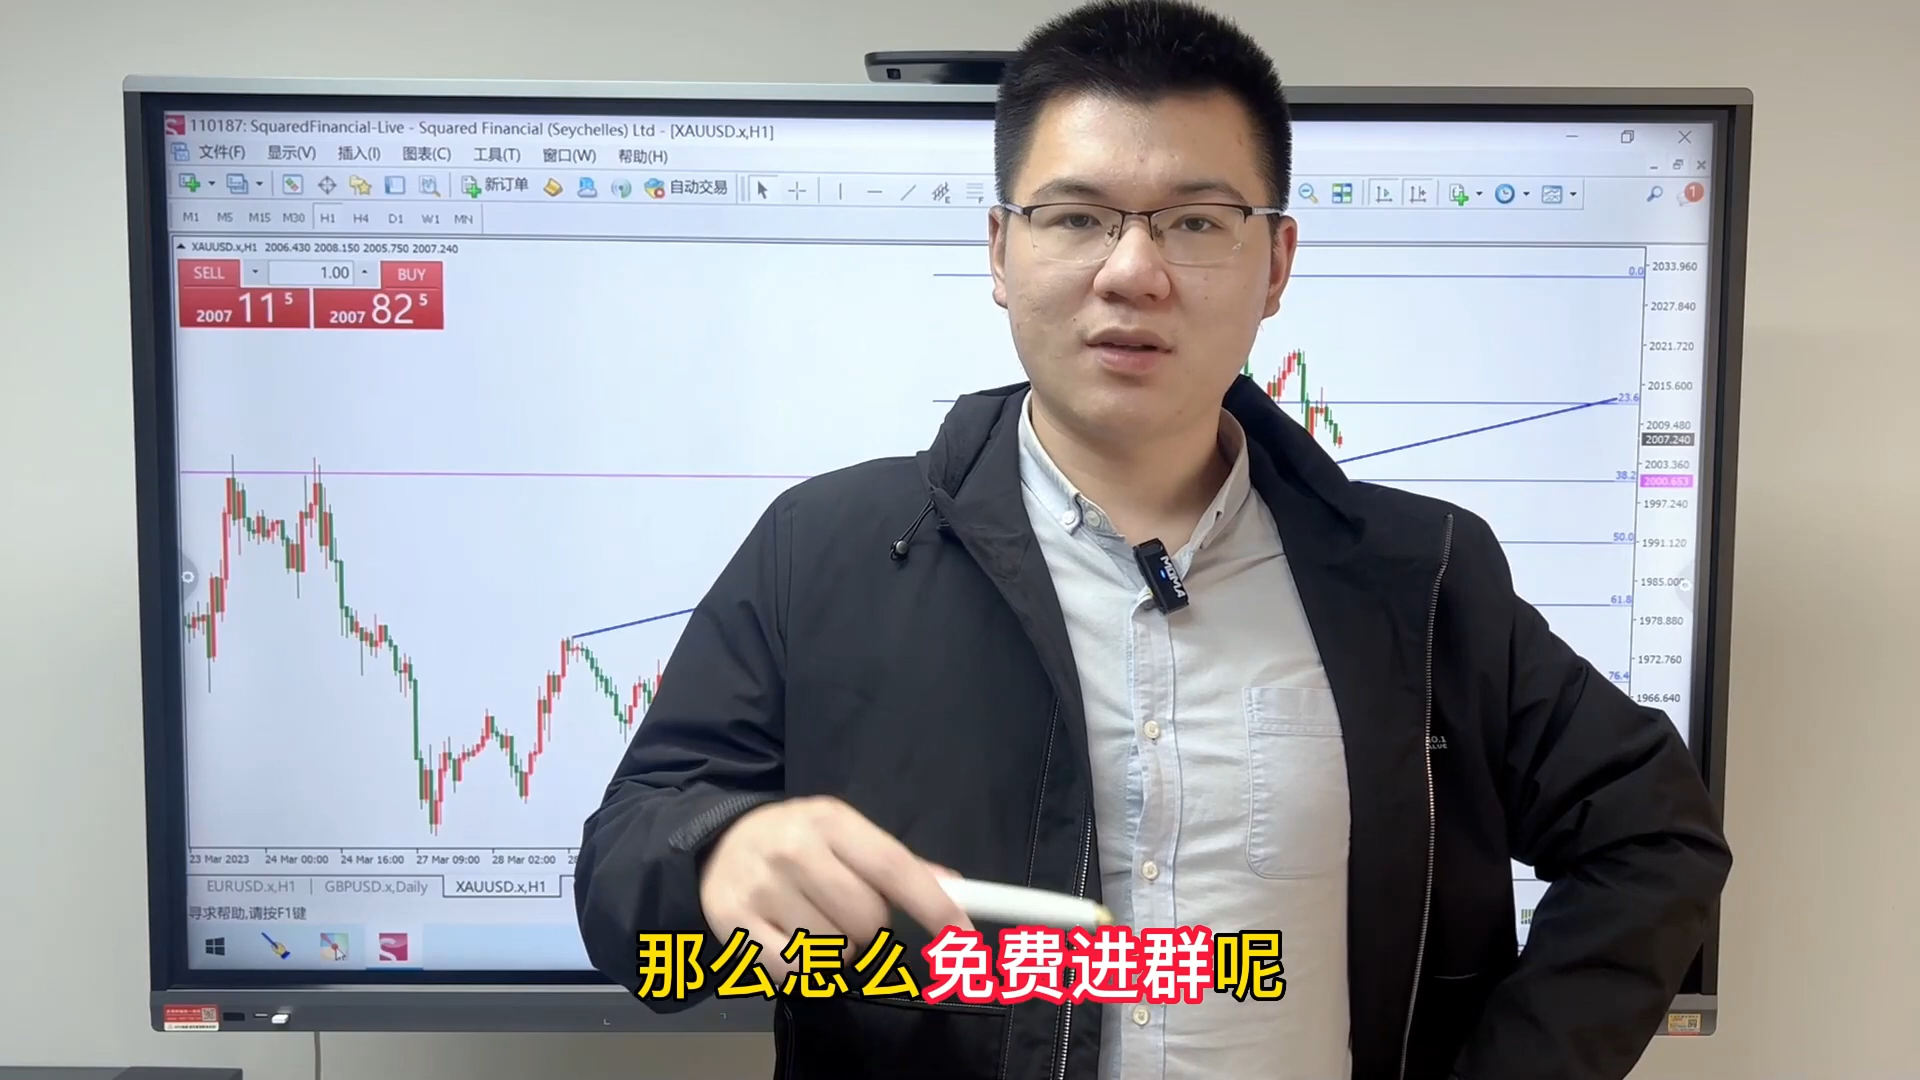 110187: SquaredFinancial-Live - Squared Financial (Seychelles) Ltd - [XAUUSD.x,H1]
文件(F) 显示(V) 插入(I) 图表(C) 工具(T) 窗口(W) 帮助(H)
新订单 自动交易
1
M1 M5 M15 M30 H1 H4 D1 W1 MN
XAUUSD.x,H1 2006.430 2008.150 2005.750 2007.240
SELL 1.00 BUY
2007 11 5 2007 82 5
0.0
2033.960
2027.840
2021.720
2015.600
23.6
2009.480
2007.240
2003.360
38.2
2000.653
1997.240
50.0
1991.120
1985.000
61.8
1978.880
1972.760
76.4
1966.640
MOMA
23 Mar 2023 24 Mar 00:00 24 Mar 16:00 27 Mar 09:00 28 Mar 02:00
EURUSD.x,H1 GBPUSD.x,Daily XAUUSD.x,H1
寻求帮助,请按F1键
那么怎么免费进群呢